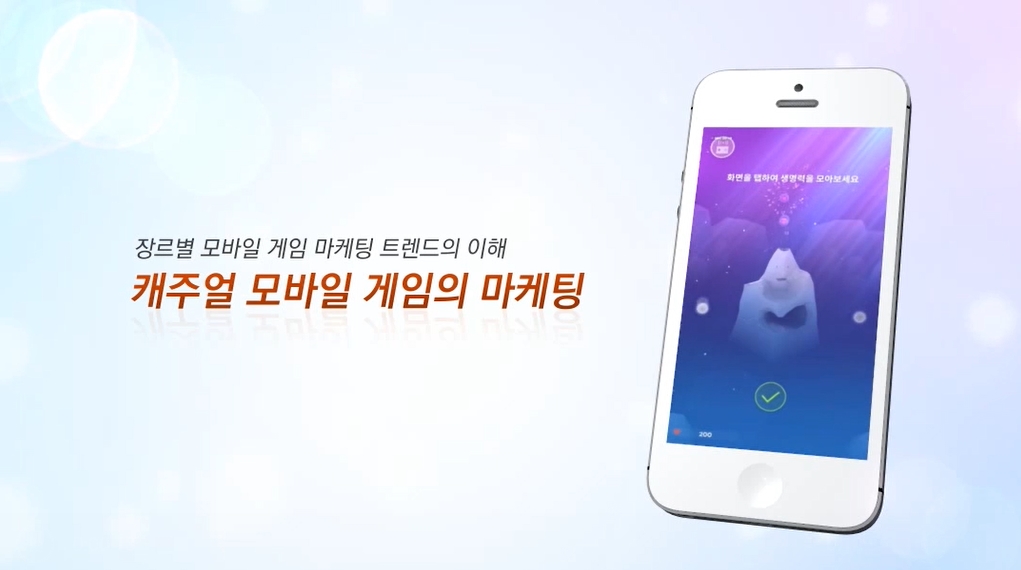 장르별 모바일 게임 마케팅 트렌드의 이해
캐주얼 모바일 게임의 마케팅
화면을 탭하여 생명력을 모아보세요
200